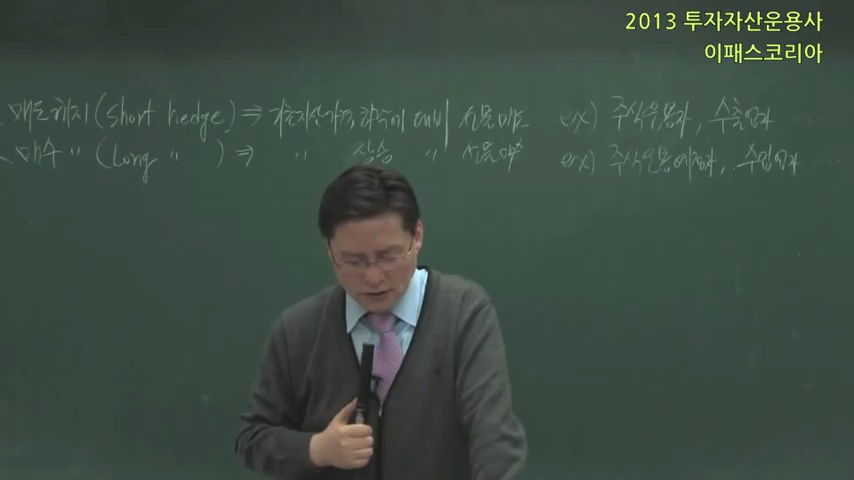 2013 투자자산운용사
이패스코리아
매도헤지 (Short hedge) ⇒ 기초자산가격 하락에 대비 선물매도 ex) 주식운용자, 수출업자 ····
매수 〃 (Long 〃 ) ⇒ 〃 상승 〃 선물매수 ex) 주식운용예정자, 수입업자 ····